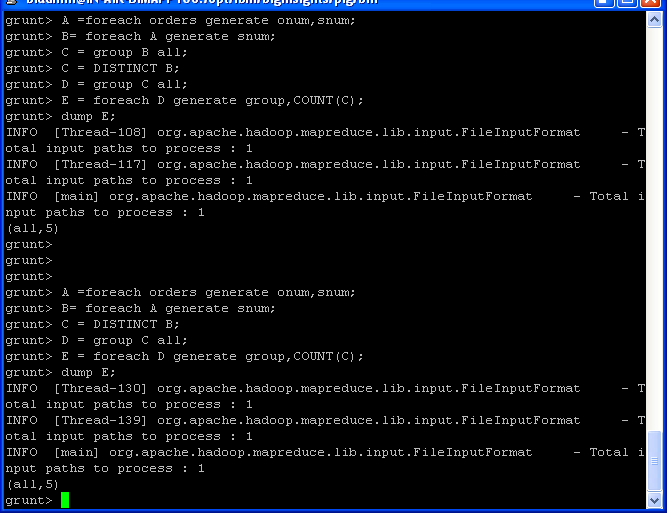 grunt> A =foreach orders generate onum,snum;
grunt> B= foreach A generate snum;
grunt> C = group B all;
grunt> C = DISTINCT B;
grunt> D = group C all;
grunt> E = foreach D generate group,COUNT(C);
grunt> dump E;
INFO  [Thread-108] org.apache.hadoop.mapreduce.lib.input.FileInputFormat     - T
otal input paths to process : 1
INFO  [Thread-117] org.apache.hadoop.mapreduce.lib.input.FileInputFormat     - T
otal input paths to process : 1
INFO  [main] org.apache.hadoop.mapreduce.lib.input.FileInputFormat     - Total i
nput paths to process : 1
(all,5)
grunt>
grunt>
grunt>
grunt> A =foreach orders generate onum,snum;
grunt> B= foreach A generate snum;
grunt> C = DISTINCT B;
grunt> D = group C all;
grunt> E = foreach D generate group,COUNT(C);
grunt> dump E;
INFO  [Thread-130] org.apache.hadoop.mapreduce.lib.input.FileInputFormat     - T
otal input paths to process : 1
INFO  [Thread-139] org.apache.hadoop.mapreduce.lib.input.FileInputFormat     - T
otal input paths to process : 1
INFO  [main] org.apache.hadoop.mapreduce.lib.input.FileInputFormat     - Total i
nput paths to process : 1
(all,5)
grunt>